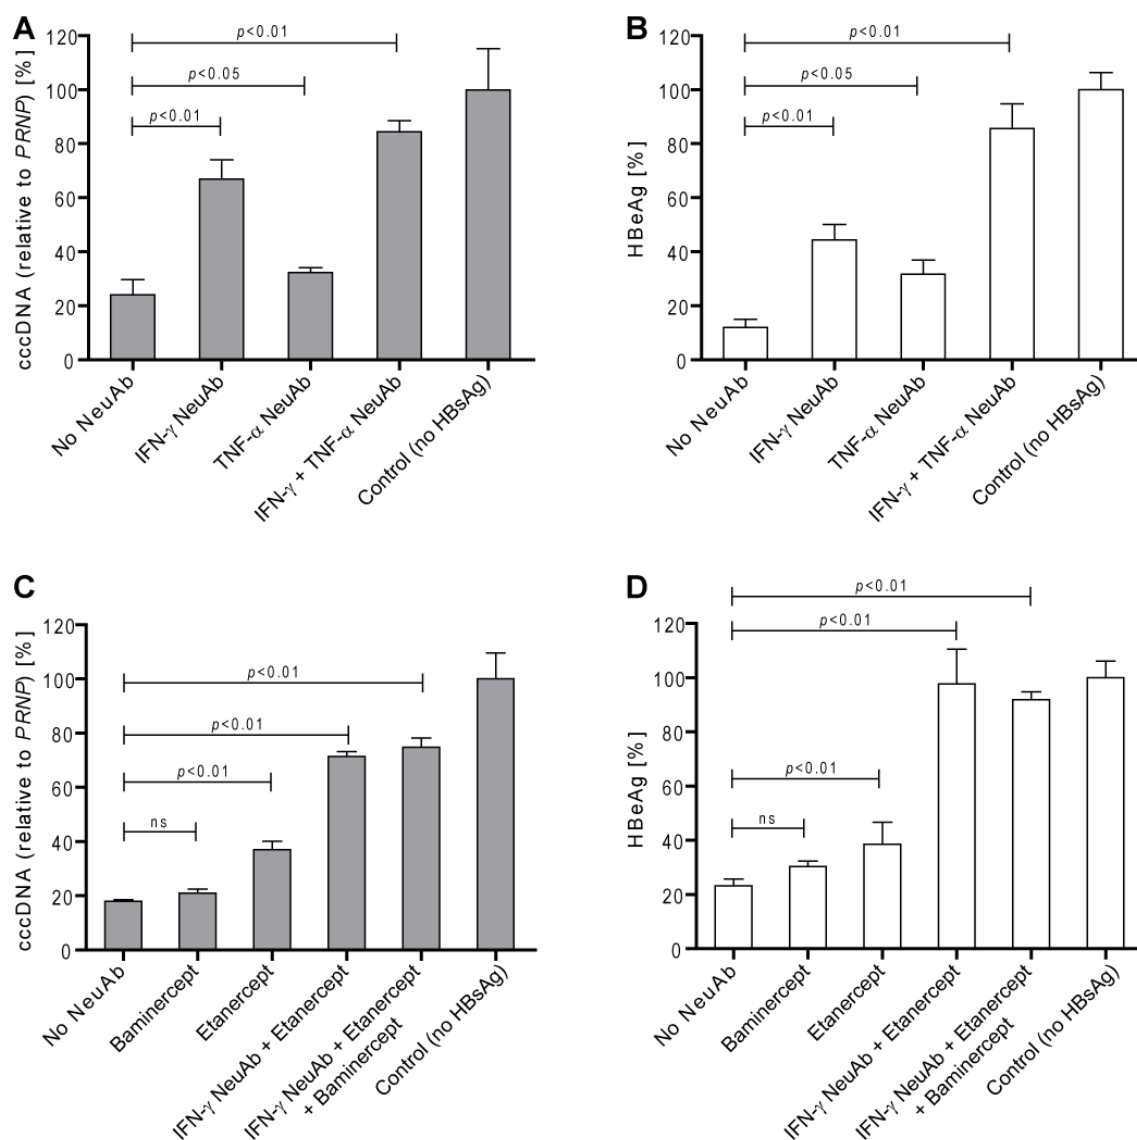 A
cccDNA (relative to PRNP) [%]
120
100
80
60
40
20
0
p<0.01
p<0.05
p<0.01
No NeuAb
IFN-γ NeuAb
TNF-α NeuAb
IFN-γ + TNF-α NeuAb
Control (no HBsAg)
B
HBeAg [%]
120
100
80
60
40
20
0
p<0.01
p<0.05
p<0.01
No NeuAb
IFN-γ NeuAb
TNF-α NeuAb
IFN-γ + TNF-α NeuAb
Control (no HBsAg)
C
cccDNA (relative to PRNP) [%]
120
100
80
60
40
20
0
p<0.01
p<0.01
p<0.01
ns
No NeuAb
Baminercept
Etanercept
IFN-γ NeuAb + Etanercept
IFN-γ NeuAb + Etanercept
+ Baminercept
Control (no HBsAg)
D
HBeAg [%]
120
100
80
60
40
20
0
p<0.01
p<0.01
p<0.01
ns
No NeuAb
Baminercept
Etanercept
IFN-γ NeuAb + Etanercept
IFN-γ NeuAb + Etanercept
+ Baminercept
Control (no HBsAg)